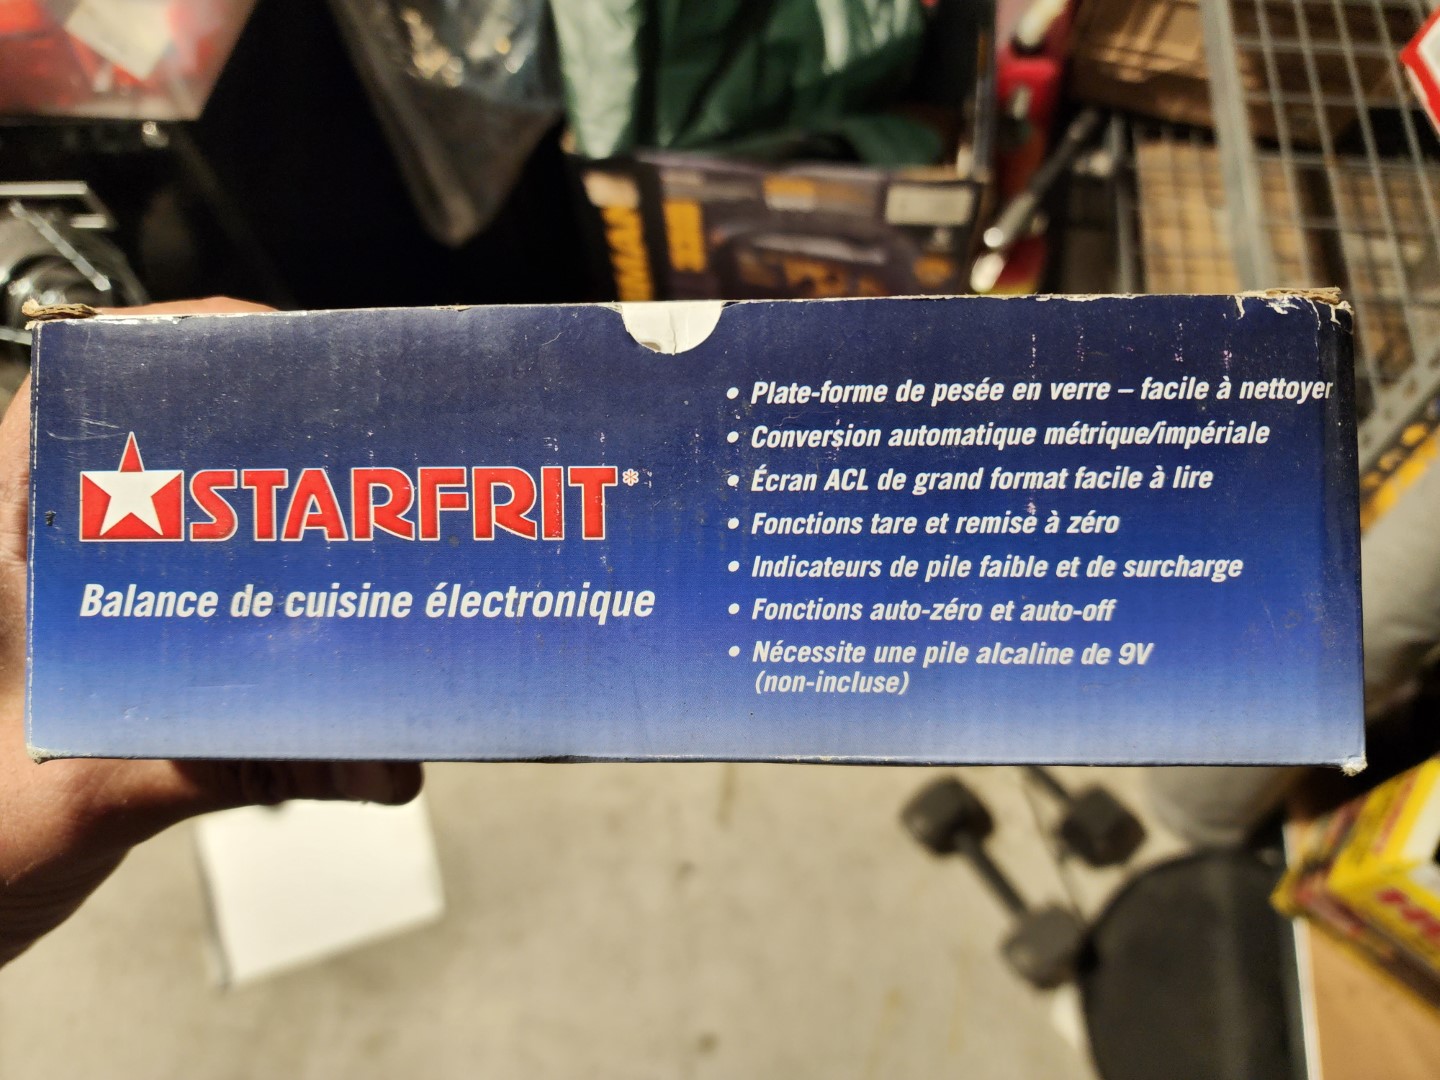 STARFRIT*
Balance de cuisine électronique
• Plate-forme de pesée en verre – facile à nettoyer
• Conversion automatique métrique/impériale
• Écran ACL de grand format facile à lire
• Fonctions tare et remise à zéro
• Indicateurs de pile faible et de surcharge
• Fonctions auto-zéro et auto-off
• Nécessite une pile alcaline de 9V
(non-incluse)